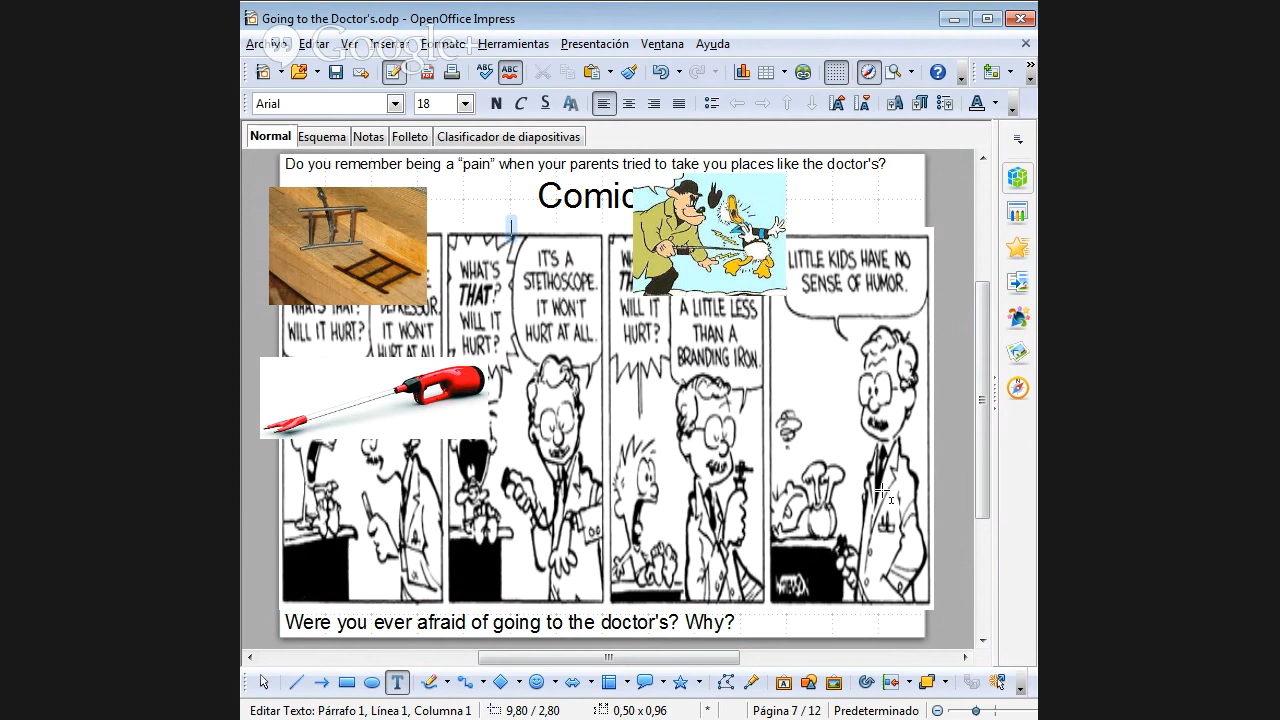 Going to the Doctor's.odp - OpenOffice Impress
Google+
Archivo Editar Ver Insertar Formato Herramientas Presentación Ventana Ayuda
ABC ABC
Arial 18 N C S
Normal Esquema Notas Folleto Clasificador de diapositivas
Do you remember being a “pain” when your parents tried to take you places like the doctor's?
Comic
WHAT'S THAT?
WILL IT HURT?
DEPRESSOR.
IT WON'T
HURT AT ALL
WHAT'S
THAT?
WILL IT
HURT?
IT'S A
STETHOSCOPE.
IT WON'T
HURT AT ALL.
WILL IT
HURT?
A LITTLE LESS
THAN A
BRANDING IRON.
LITTLE KIDS HAVE NO
SENSE OF HUMOR.
WATTERSON
Were you ever afraid of going to the doctor's? Why?
Editar Texto: Párrafo 1, Línea 1, Columna 1 9,80 / 2,80 0,50 x 0,96 * Página 7 / 12 Predeterminado